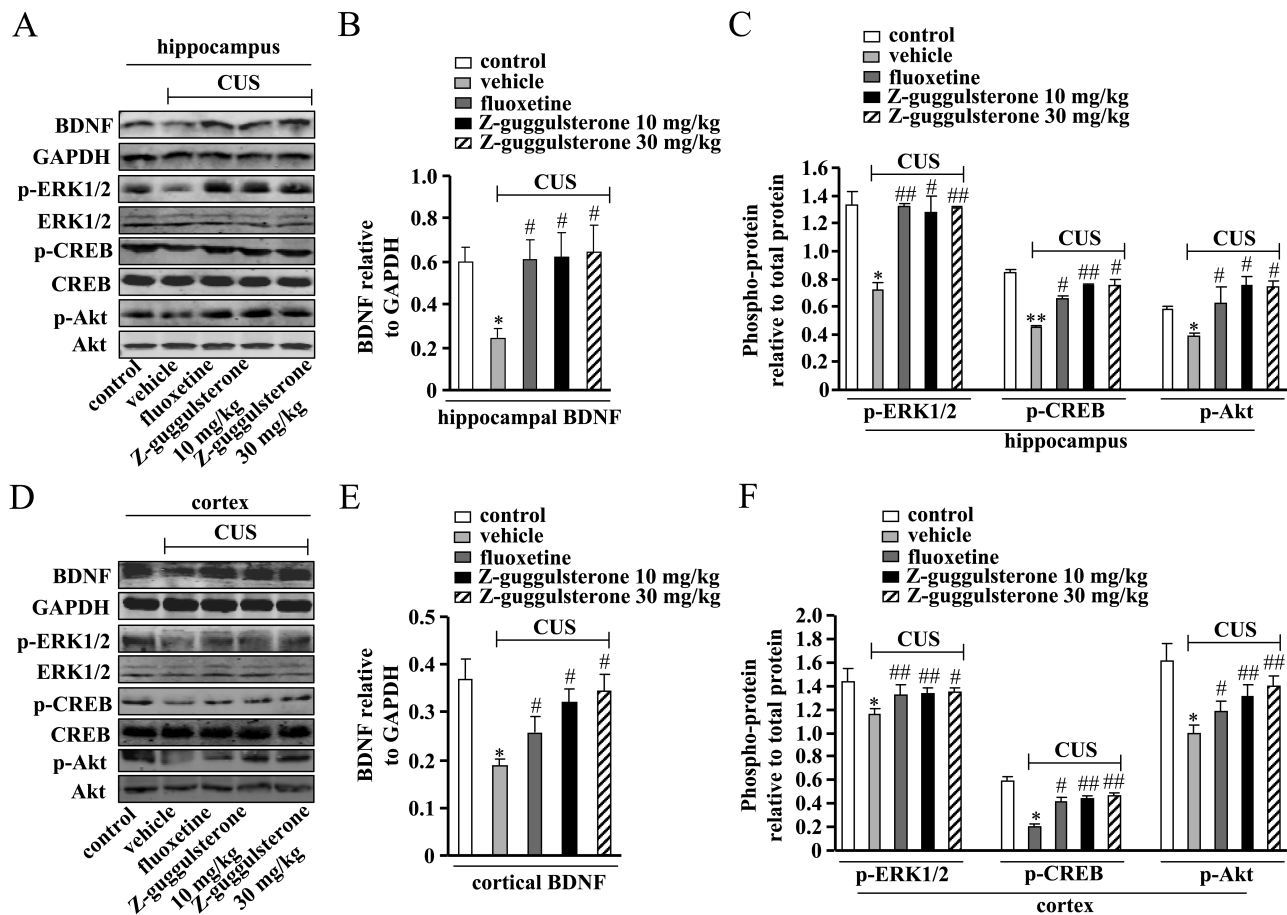 A
hippocampus
CUS
BDNF
GAPDH
p-ERK1/2
ERK1/2
p-CREB
CREB
p-Akt
Akt
control
vehicle
fluoxetine
Z-guggulsterone
10 mg/kg
Z-guggulsterone
30 mg/kg
B
control
vehicle
fluoxetine
Z-guggulsterone 10 mg/kg
Z-guggulsterone 30 mg/kg
BDNF relative
to GAPDH
1.0
0.8
0.6
0.4
0.2
0
CUS
* # # #
hippocampal BDNF
C
control
vehicle
fluoxetine
Z-guggulsterone 10 mg/kg
Z-guggulsterone 30 mg/kg
Phospho-protein
relative to total protein
1.6
1.4
1.2
1.0
0.8
0.6
0.4
0.2
0
CUS
* ## # ##
CUS
** # ## #
CUS
* # # #
p-ERK1/2 p-CREB p-Akt
hippocampus
D
cortex
CUS
BDNF
GAPDH
p-ERK1/2
ERK1/2
p-CREB
CREB
p-Akt
Akt
control
vehicle
fluoxetine
Z-guggulsterone
10 mg/kg
Z-guggulsterone
30 mg/kg
E
control
vehicle
fluoxetine
Z-guggulsterone 10 mg/kg
Z-guggulsterone 30 mg/kg
BDNF relative
to GAPDH
0.5
0.4
0.3
0.2
0.1
0
CUS
* # # #
cortical BDNF
F
control
vehicle
fluoxetine
Z-guggulsterone 10 mg/kg
Z-guggulsterone 30 mg/kg
Phospho-protein
relative to total protein
2.0
1.8
1.6
1.4
1.2
1.0
0.8
0.6
0.4
0.2
0
CUS
* ## ## #
CUS
* # ## ##
CUS
* # ## ##
p-ERK1/2 p-CREB p-Akt
cortex